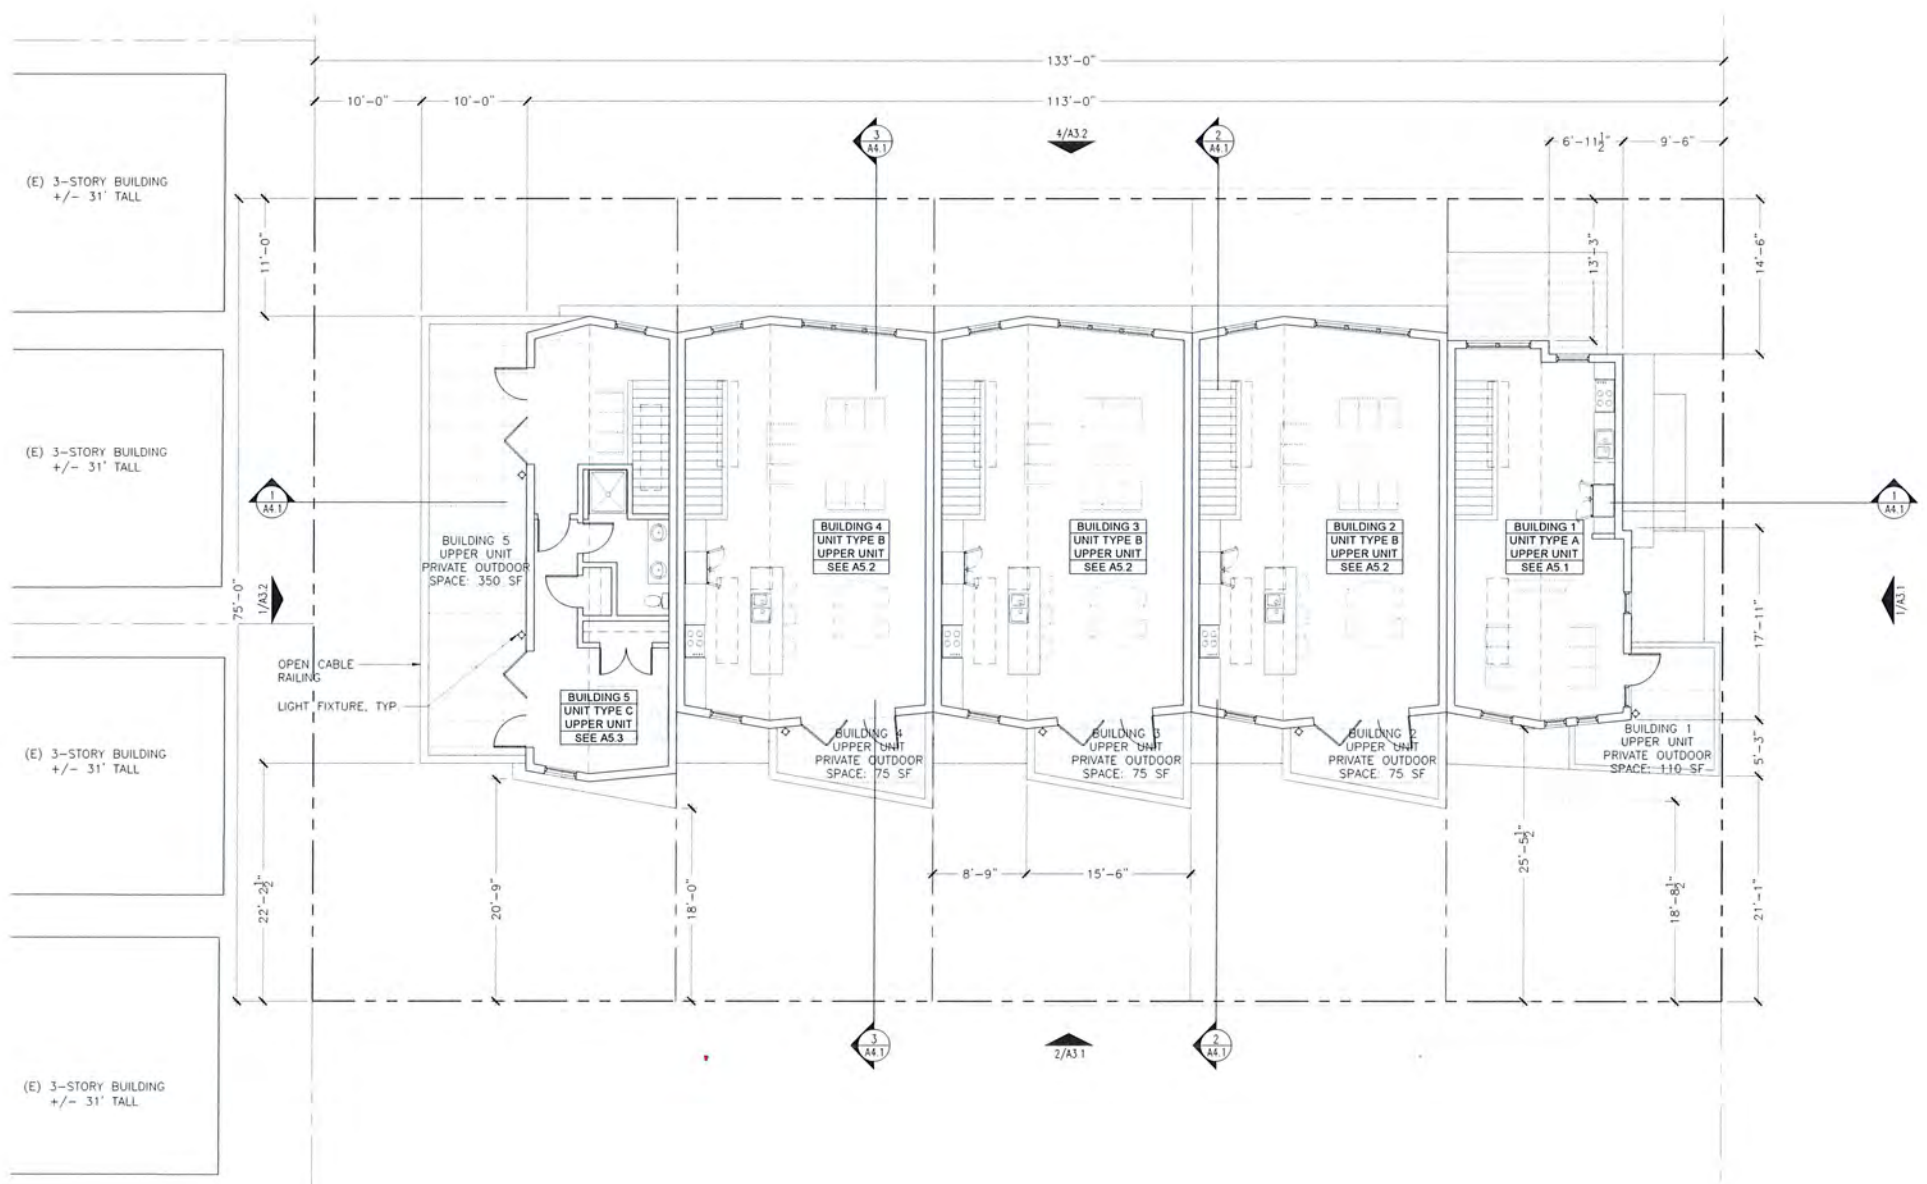 133'-0"
10'-0"
10'-0"
113'-0"
3
A4.1
4/A3.2
2
A4.1
6'-11 1/2"
9'-6"
(E) 3-STORY BUILDING
+/- 31' TALL
11'-0"
13'-3"
14'-6"
(E) 3-STORY BUILDING
+/- 31' TALL
1
A4.1
1
A4.1
BUILDING 5
UPPER UNIT
PRIVATE OUTDOOR
SPACE: 350 SF
BUILDING 4
UNIT TYPE B
UPPER UNIT
SEE A5.2
BUILDING 3
UNIT TYPE B
UPPER UNIT
SEE A5.2
BUILDING 2
UNIT TYPE B
UPPER UNIT
SEE A5.2
BUILDING 1
UNIT TYPE A
UPPER UNIT
SEE A5.1
75'-0"
1/A3.2
1/A3.1
17'-11"
OPEN CABLE
RAILING
LIGHT FIXTURE, TYP.
BUILDING 5
UNIT TYPE C
UPPER UNIT
SEE A5.3
BUILDING 4
UPPER UNIT
PRIVATE OUTDOOR
SPACE: 75 SF
BUILDING 3
UPPER UNIT
PRIVATE OUTDOOR
SPACE: 75 SF
BUILDING 2
UPPER UNIT
PRIVATE OUTDOOR
SPACE: 75 SF
BUILDING 1
UPPER UNIT
PRIVATE OUTDOOR
SPACE: 110 SF
5'-3"
(E) 3-STORY BUILDING
+/- 31' TALL
22'-2 1/2"
20'-9"
18'-0"
8'-9"
15'-6"
25'-5 1/2"
18'-8 1/2"
21'-1"
3
A4.1
2/A3.1
2
A4.1
(E) 3-STORY BUILDING
+/- 31' TALL